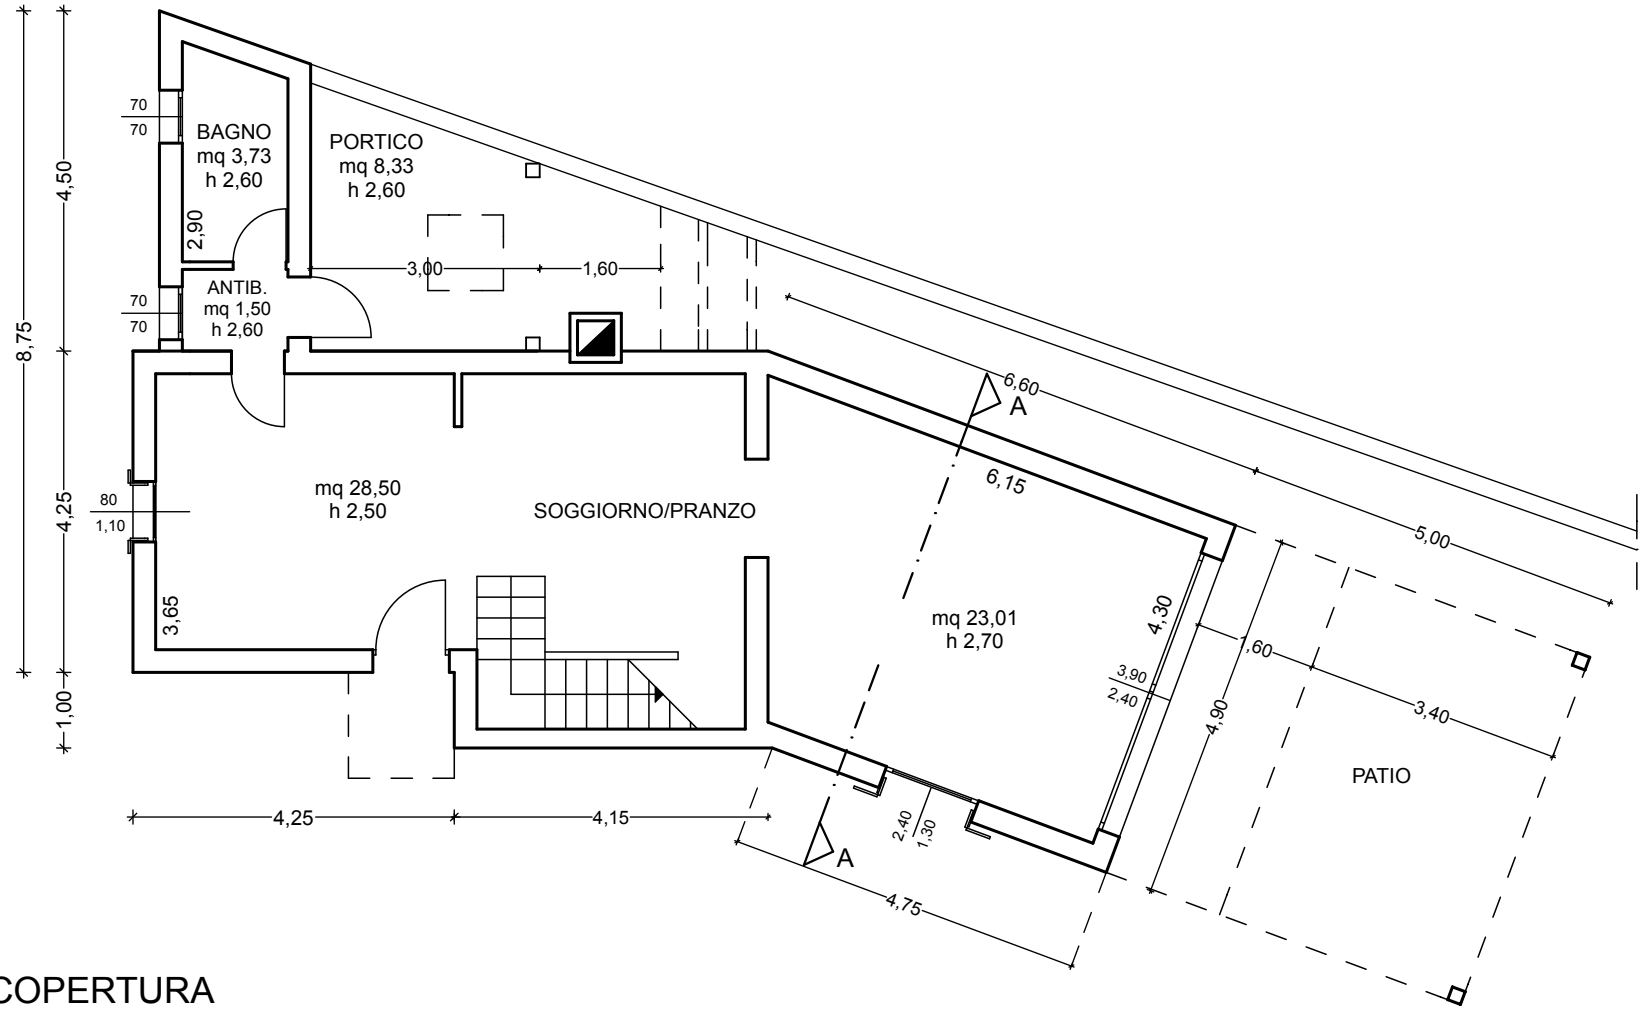 70
70
BAGNO
mq 3,73
h 2,60
PORTICO
mq 8,33
h 2,60
4,50
2,90
3,00
1,60
ANTIB.
mq 1,50
h 2,60
70
70
8,75
6,60
A
6,15
mq 28,50
h 2,50
SOGGIORNO/PRANZO
80
1,10
4,25
5,00
3,65
mq 23,01
h 2,70
4,30
1,60
3,90
2,40
4,90
3,40
1,00
PATIO
4,25
4,15
2,40
1,30
A
4,75
COPERTURA